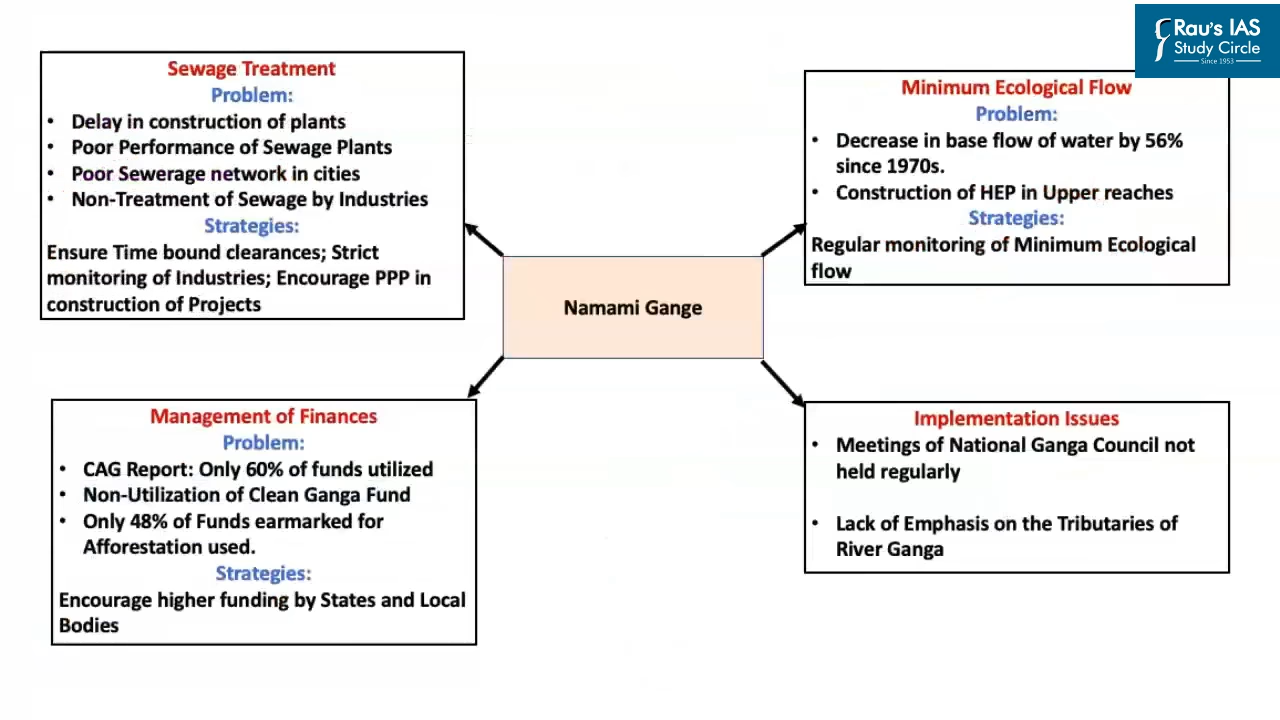 Rau's IAS
Study Circle
Since 1953
Sewage Treatment
Problem:
• Delay in construction of plants
• Poor Performance of Sewage Plants
• Poor Sewerage network in cities
• Non-Treatment of Sewage by Industries
Strategies:
Ensure Time bound clearances; Strict
monitoring of Industries; Encourage PPP in
construction of Projects
Minimum Ecological Flow
Problem:
• Decrease in base flow of water by 56%
since 1970s.
• Construction of HEP in Upper reaches
Strategies:
Regular monitoring of Minimum Ecological
flow
Namami Gange
Management of Finances
Problem:
• CAG Report: Only 60% of funds utilized
• Non-Utilization of Clean Ganga Fund
• Only 48% of Funds earmarked for
Afforestation used.
Strategies:
Encourage higher funding by States and Local
Bodies
Implementation Issues
• Meetings of National Ganga Council not
held regularly
• Lack of Emphasis on the Tributaries of
River Ganga